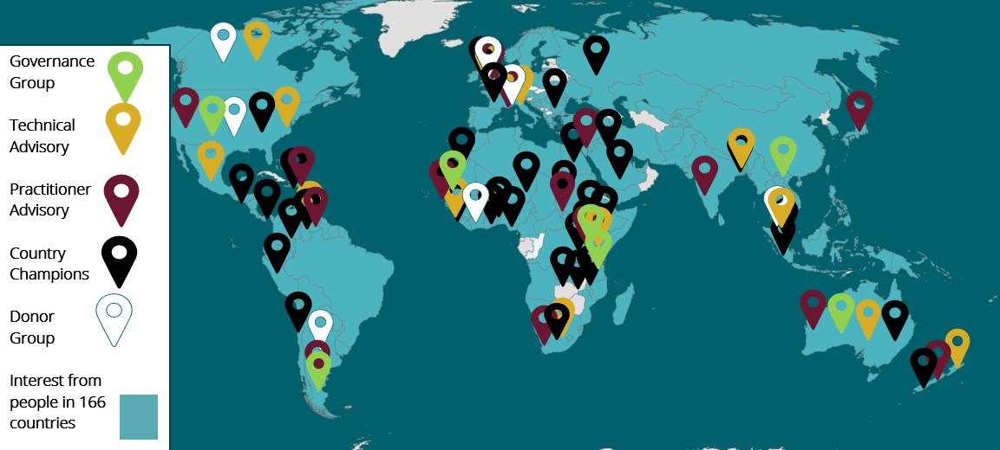 Governance
Group
Technical
Advisory
Practitioner
Advisory
Country
Champions
Donor
Group
Interest from
people in 166
countries